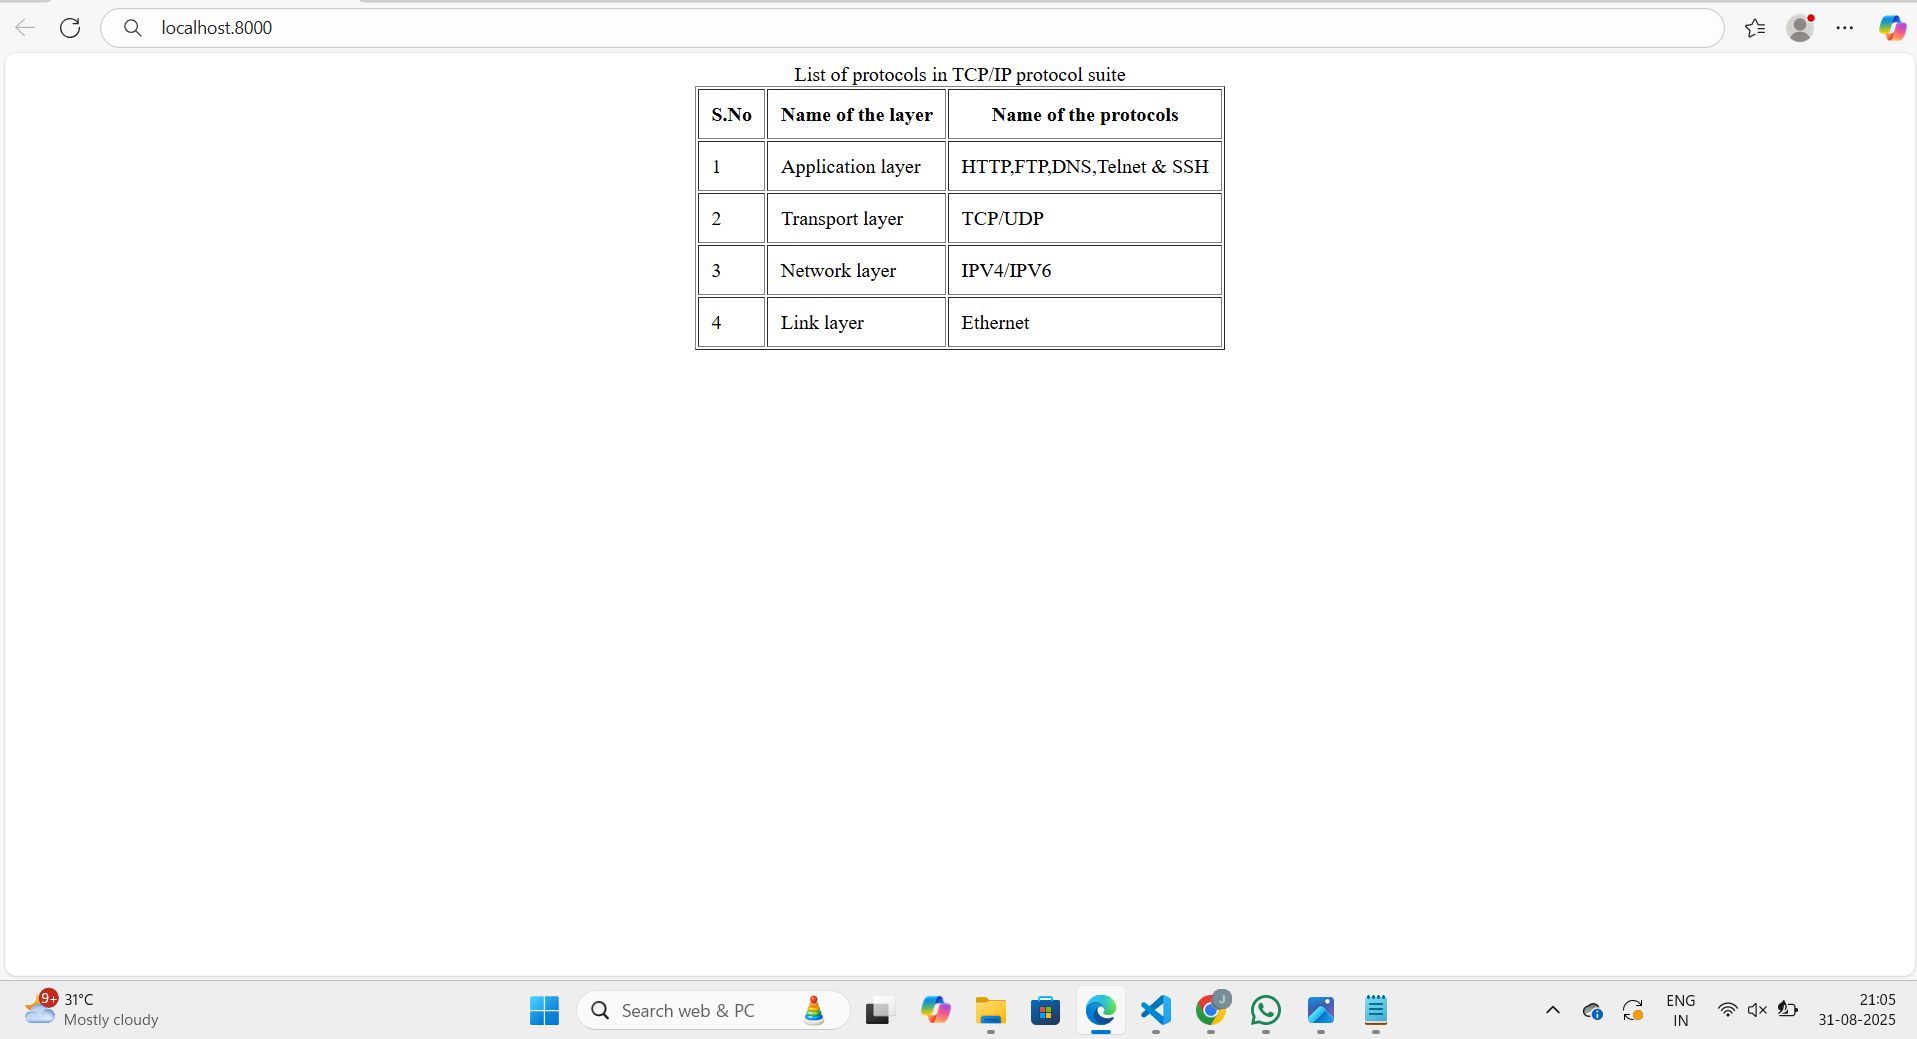 localhost.8000
List of protocols in TCP/IP protocol suite
S.No Name of the layer Name of the protocols
1 Application layer HTTP,FTP,DNS,Telnet & SSH
2 Transport layer TCP/UDP
3 Network layer IPV4/IPV6
4 Link layer Ethernet
9+
31°C
Mostly cloudy
Search web & PC
J
ENG
IN
21:05
31-08-2025